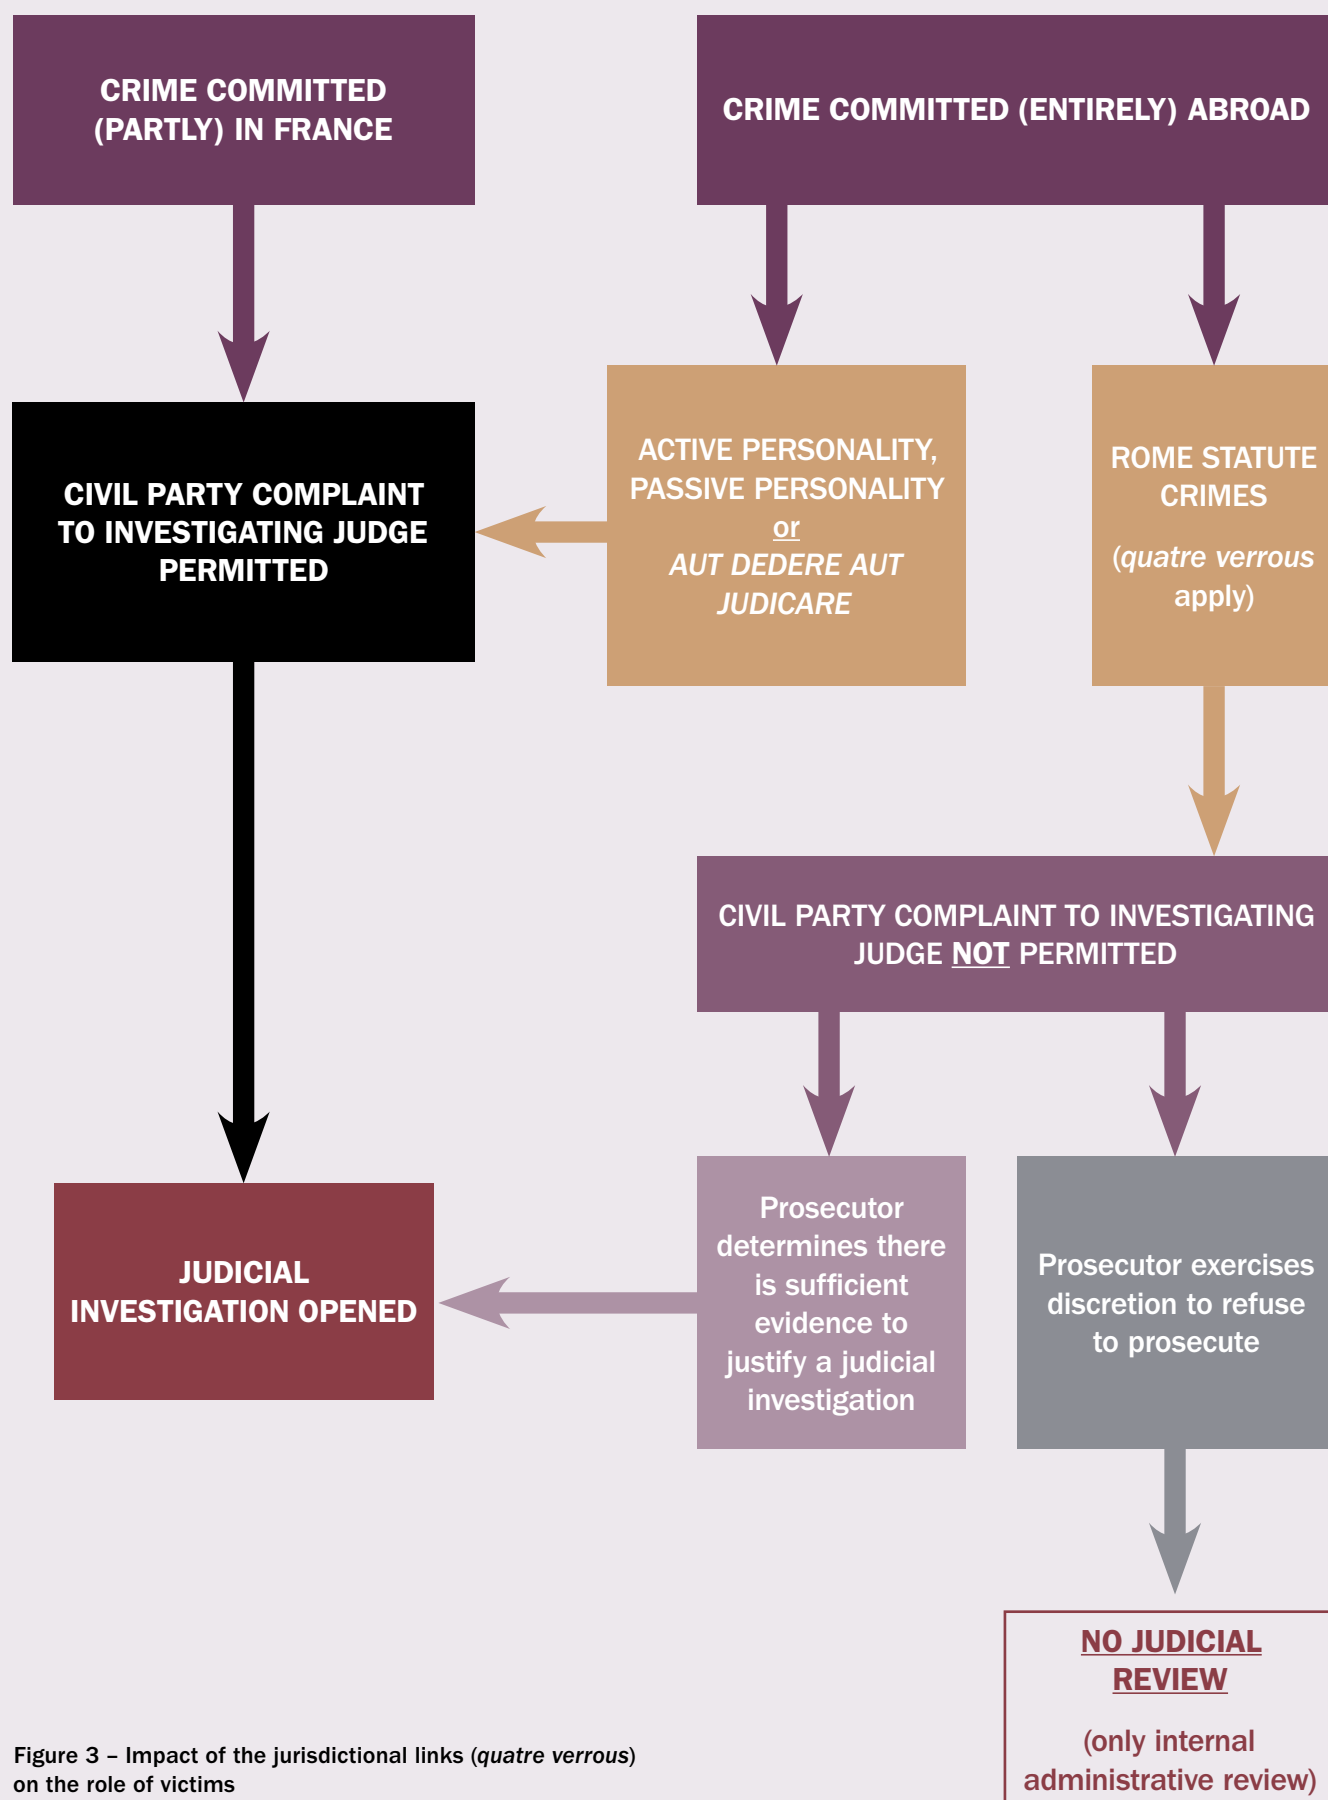 CRIME COMMITTED
(PARTLY) IN FRANCE
CRIME COMMITTED (ENTIRELY) ABROAD
CIVIL PARTY COMPLAINT
TO INVESTIGATING JUDGE
PERMITTED
ACTIVE PERSONALITY,
PASSIVE PERSONALITY
or
AUT DEDERE AUT
JUDICARE
ROME STATUTE
CRIMES
(quatre verrous
apply)
CIVIL PARTY COMPLAINT TO INVESTIGATING
JUDGE NOT PERMITTED
JUDICIAL
INVESTIGATION OPENED
Prosecutor
determines there
is sufficient
evidence to
justify a judicial
investigation
Prosecutor exercises
discretion to refuse
to prosecute
NO JUDICIAL
REVIEW
(only internal
administrative review)
Figure 3 – Impact of the jurisdictional links (quatre verrous)
on the role of victims